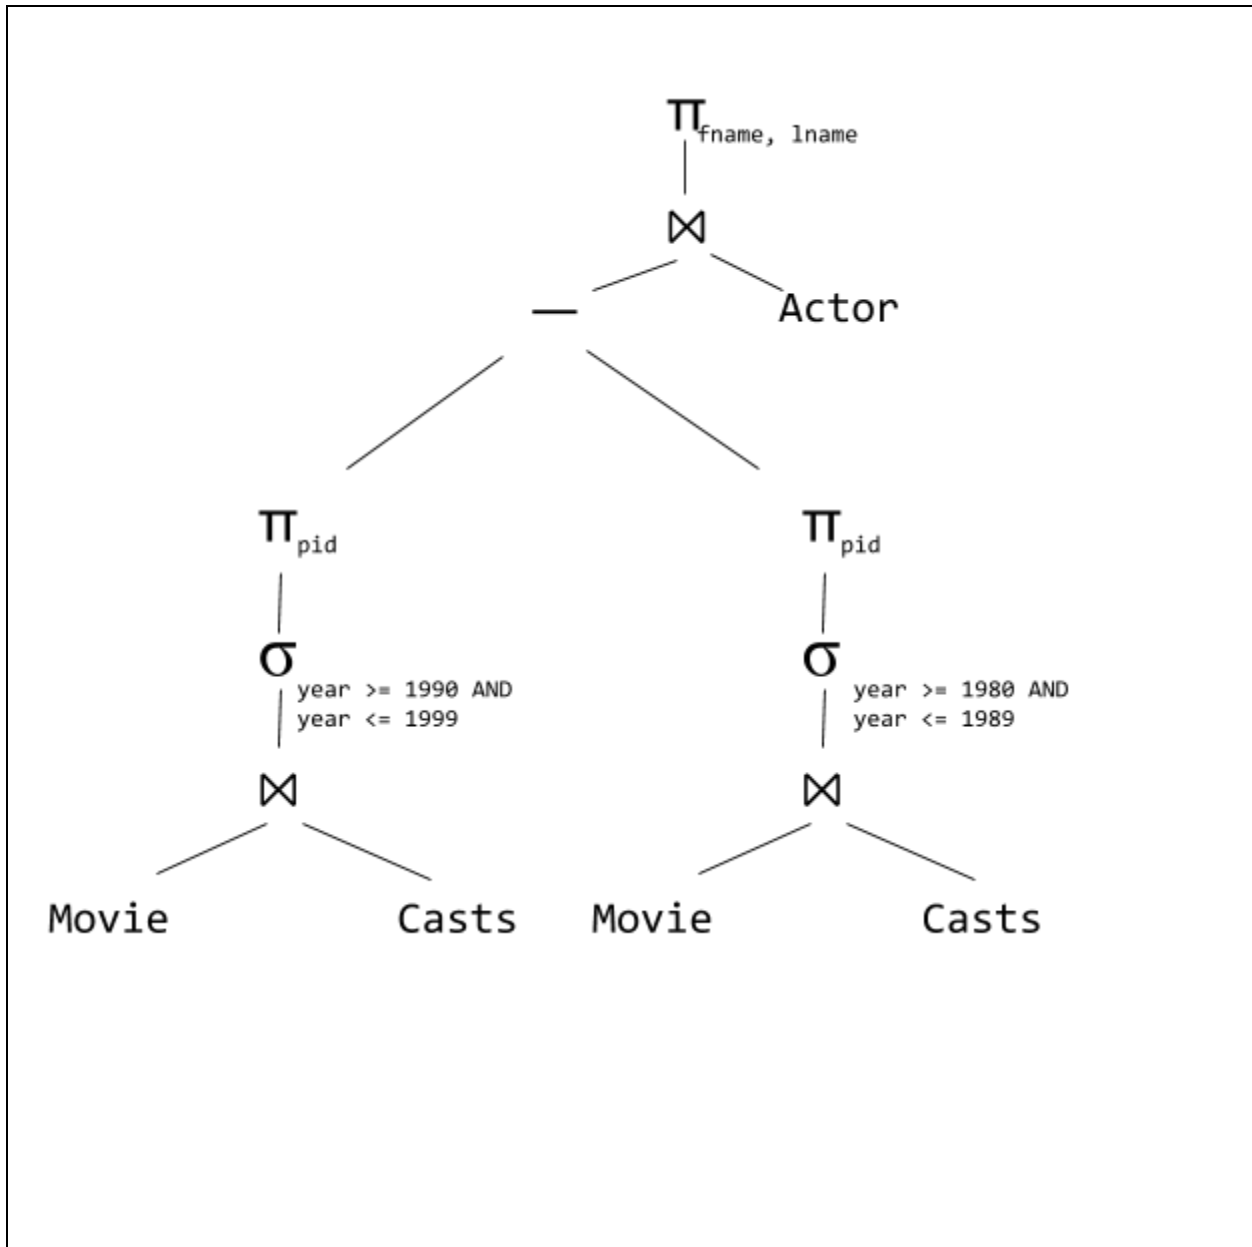 π fname, lname
⋈
— Actor
π pid π pid
σ σ
year >= 1990 AND year >= 1980 AND
year <= 1999 year <= 1989
⋈ ⋈
Movie Casts Movie Casts